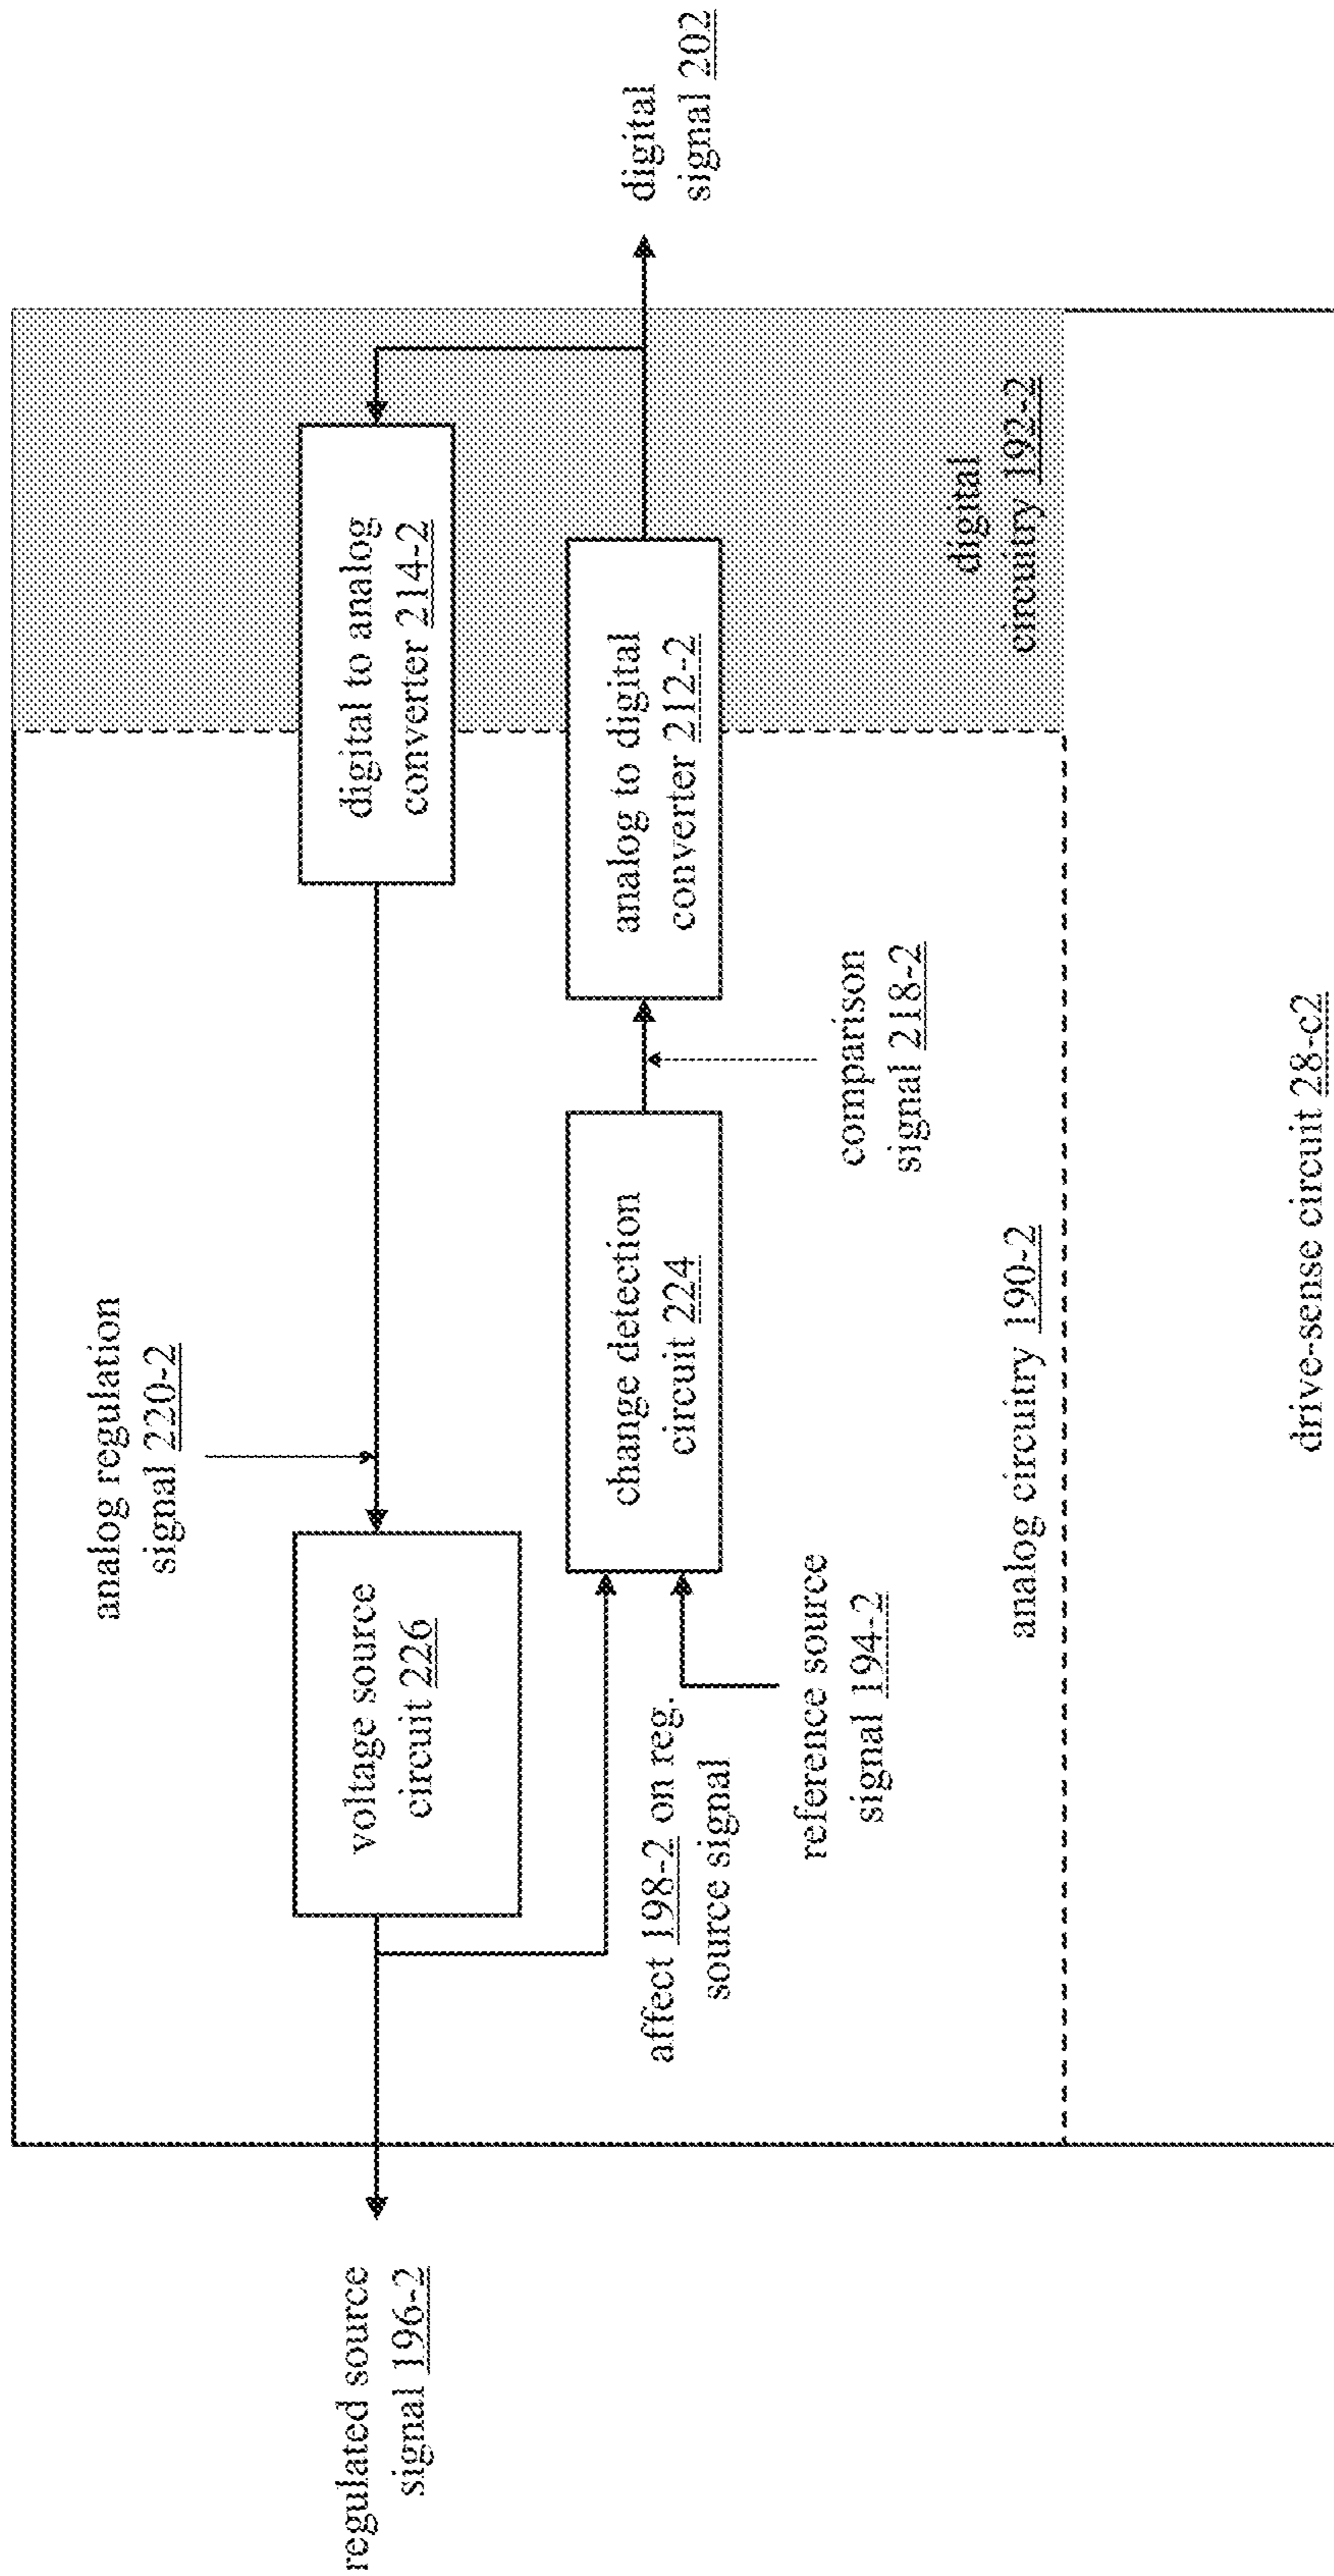 analog regulation
signal 220-2
regulated source
signal 196-2
voltage source
circuit 226
digital to analog
converter 214-2
affect 198-2 on reg.
source signal
change detection
circuit 224
analog to digital
converter 212-2
digital
signal 202
reference source
signal 194-2
comparison
signal 218-2
analog circuitry 190-2
digital
circuitry 192-2
drive-sense circuit 28-c2